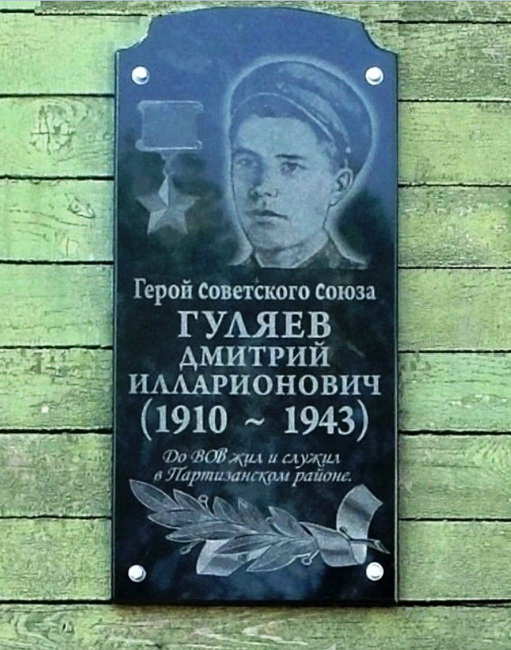 Герой Советского Союза
ГУЛЯЕВ
ДМИТРИЙ
ИЛЛАРИОНОВИЧ
(1910 ~ 1943)
До ВОВ жил и служил
в Партизанском районе.